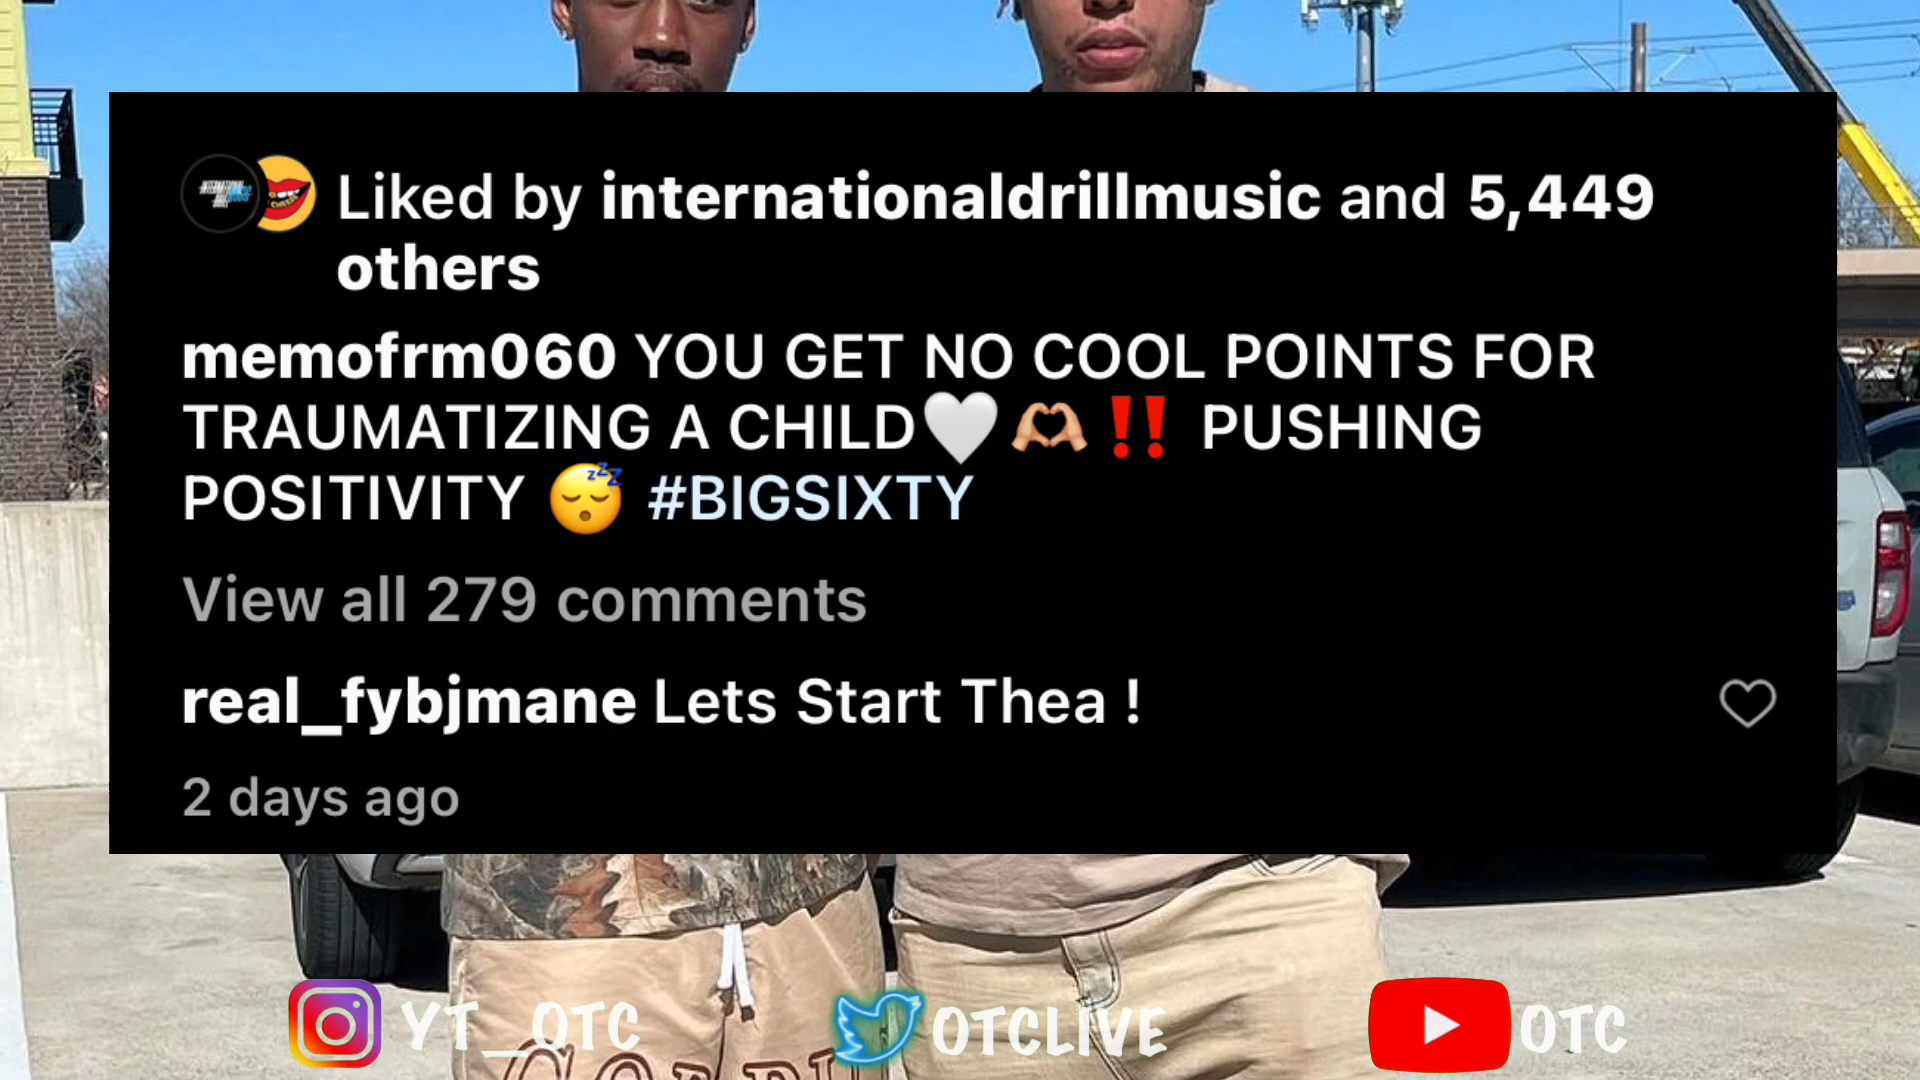 Liked by internationaldrillmusic and 5,449
others
memofrm060 YOU GET NO COOL POINTS FOR
TRAUMATIZING A CHILD🤍🫶🏼‼️ PUSHING
POSITIVITY 😴 #BIGSIXTY
View all 279 comments
real_fybjmane Lets Start Thea !
2 days ago
YT_OTC OTCLIVE OTC